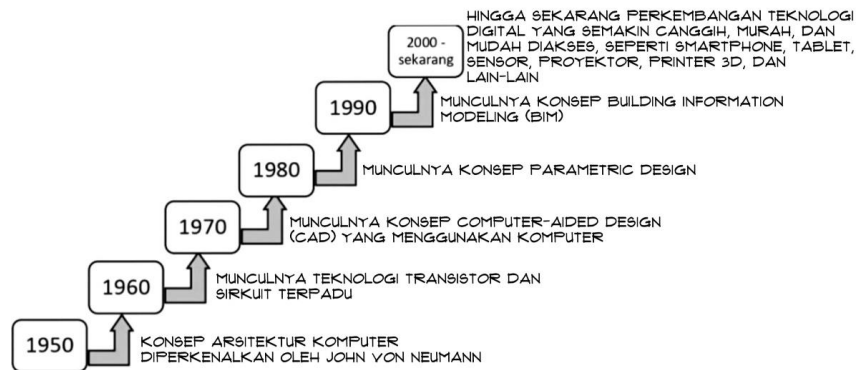 HINGGA SEKARANG PERKEMBANGAN TEKNOLOGI
DIGITAL YANG SEMAKIN CANGGIH, MURAH, DAN
MUDAH DIAKSES, SEPERTI SMARTPHONE, TABLET,
SENSOR, PROYEKTOR, PRINTER 3D, DAN
LAIN-LAIN
2000 -
sekarang
MUNCULNYA KONSEP BUILDING INFORMATION
MODELING (BIM)
1990
MUNCULNYA KONSEP PARAMETRIC DESIGN
1980
MUNCULNYA KONSEP COMPUTER-AIDED DESIGN
(CAD) YANG MENGGUNAKAN KOMPUTER
1970
MUNCULNYA TEKNOLOGI TRANSISTOR DAN
SIRKUIT TERPADU
1960
KONSEP ARSITEKTUR KOMPUTER
DIPERKENALKAN OLEH JOHN VON NEUMANN
1950